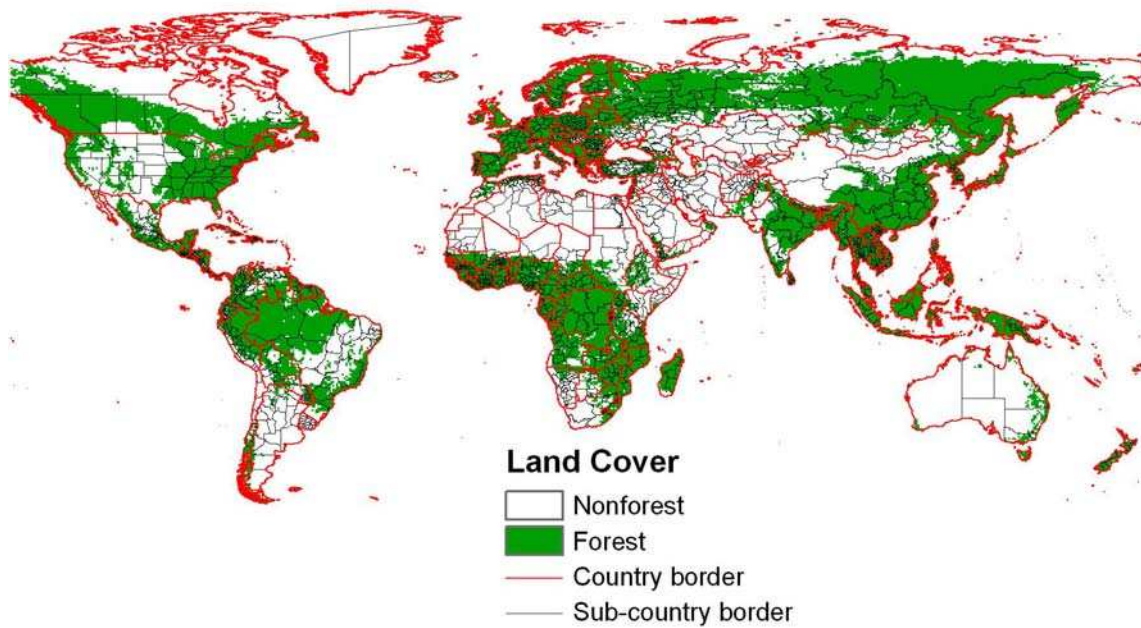 Land Cover
Nonforest
Forest
Country border
Sub-country border